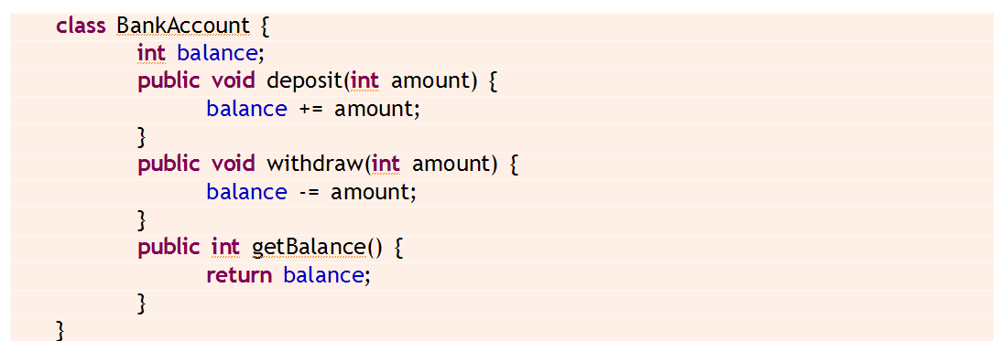 class BankAccount {
int balance;
public void deposit(int amount) {
balance += amount;
}
public void withdraw(int amount) {
balance -= amount;
}
public int getBalance() {
return balance;
}
}